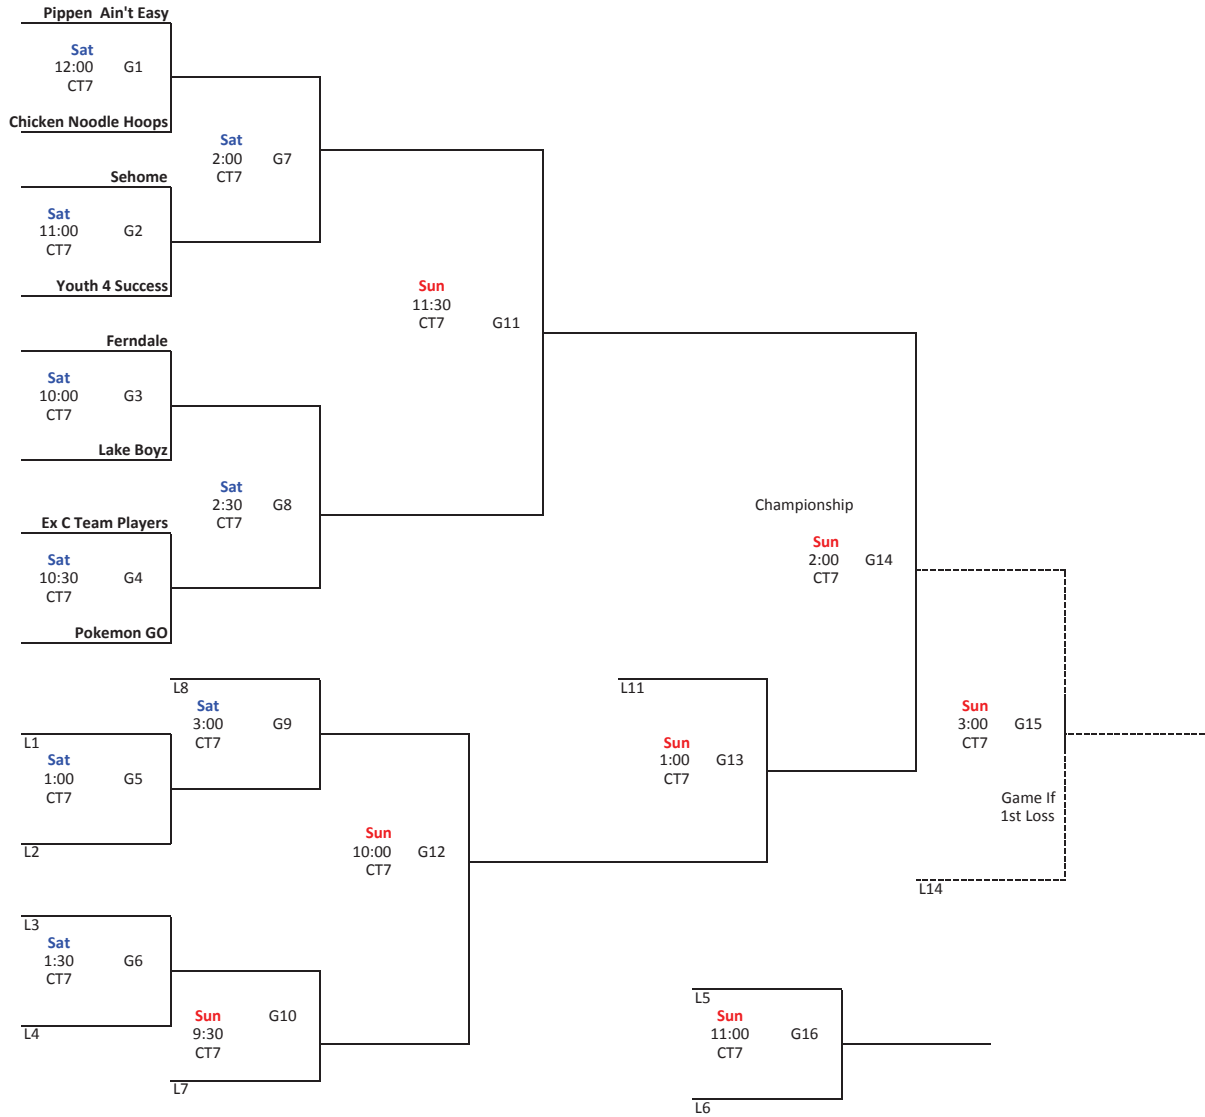 Pippen  Ain't Easy
Sat
12:00 G1
CT7
Chicken Noodle Hoops
Sat
2:00 G7
CT7
Sehome
Sat
11:00 G2
CT7
Youth 4 Success
Sun
11:30
CT7 G11
Ferndale
Sat
10:00 G3
CT7
Lake Boyz
Sat
2:30 G8
CT7
Ex C Team Players
Sat
10:30 G4
CT7
Pokemon GO
Championship
Sun
2:00 G14
CT7
L8
Sat
3:00 G9
CT7
L1
Sat
1:00 G5
CT7
L2
L11
Sun
1:00 G13
CT7
Sun
3:00 G15
CT7
Game If
1st Loss
L14
Sun
10:00 G12
CT7
L3
Sat
1:30 G6
CT7
L4
Sun G10
9:30
CT7
L7
L5
Sun
11:00 G16
CT7
L6